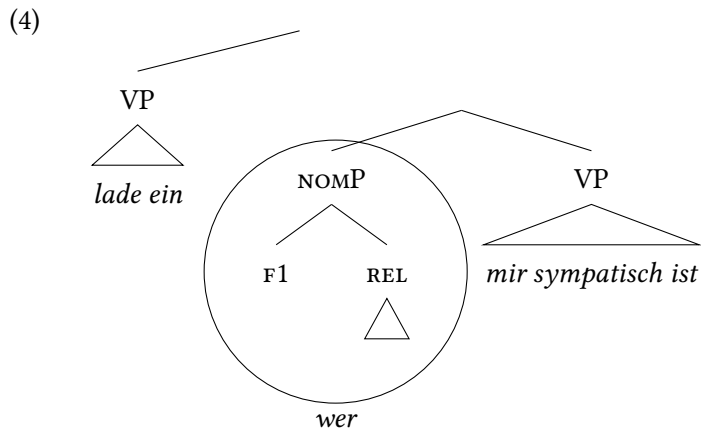 (4)
VP
lade ein
NOMP
VP
F1
REL
mir sympatisch ist
wer